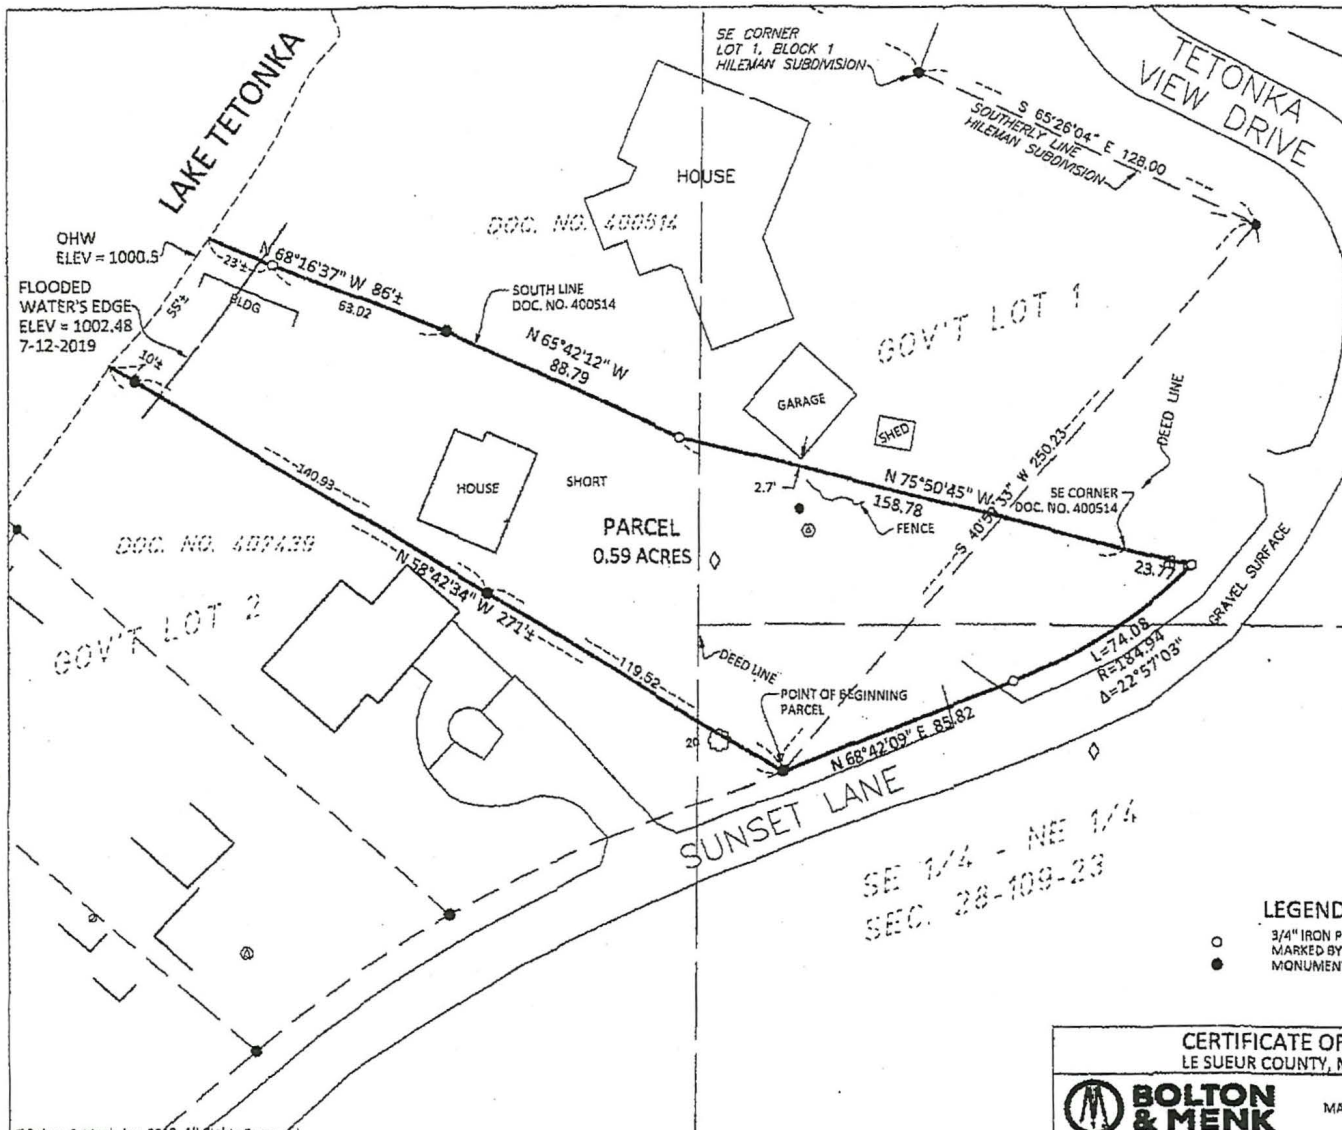 SE CORNER
LOT 1, BLOCK 1
HILEMAN SUBDIVISION
TETONKA
VIEW DRIVE
S 65°26'04" E 128.00
SOUTHERLY LINE
HILEMAN SUBDIVISION
LAKE TETONKA
HOUSE
DOC. NO. 400514
OHW
ELEV = 1000.5
FLOODED
WATER'S EDGE
ELEV = 1002.48
7-12-2019
N 68°16'37" W 86'±
23'±
63.02
BLDG
55'±
10'±
SOUTH LINE
DOC. NO. 400514
N 65°42'12" W
88.79
GOV'T LOT 1
GARAGE
SHED
DEED LINE
2.7'
N 75°50'45" W
158.78
FENCE
SE CORNER
DOC. NO. 400514
23.77
GRAVEL SURFACE
140.93
HOUSE
SHORT
PARCEL
0.59 ACRES
DOC. NO. 407439
GOV'T LOT 2
N 58°42'34" W 271'±
119.52
DEED LINE
POINT OF BEGINNING
PARCEL
20
L=74.08
R=184.94
Δ=22°57'03"
N 68°42'09" E 85.82
SUNSET LANE
SE 1/4 - NE 1/4
SEC. 28-109-23
LEGEND
3/4" IRON P
MARKED BY
MONUMEN
CERTIFICATE OF
LE SUEUR COUNTY,
BOLTON
& MENK
MA